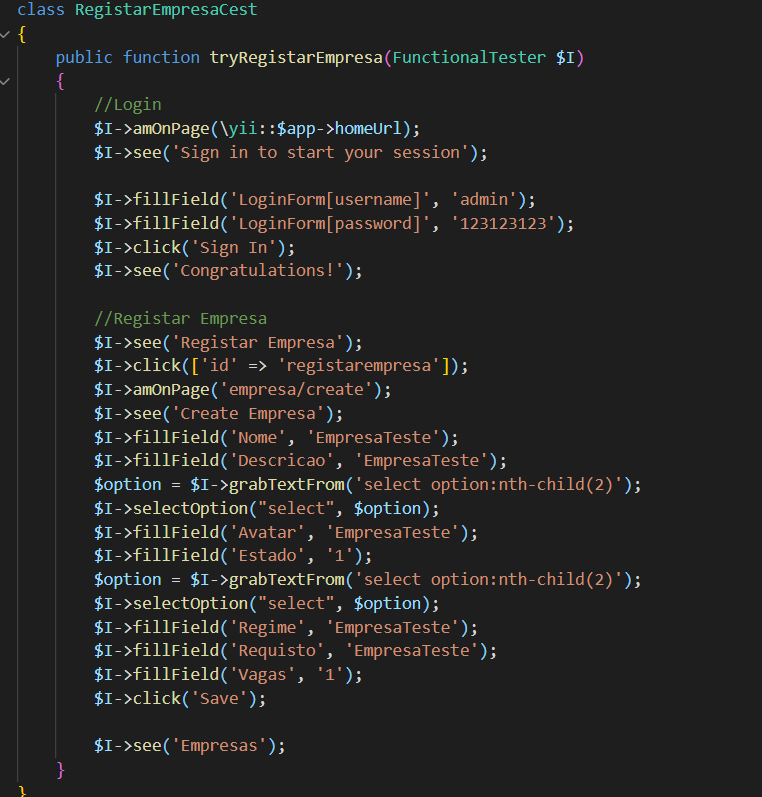 class RegistarEmpresaCest
{
    public function tryRegistarEmpresa(FunctionalTester $I)
    {
        //Login
        $I->amOnPage(\yii::$app->homeUrl);
        $I->see('Sign in to start your session');

        $I->fillField('LoginForm[username]', 'admin');
        $I->fillField('LoginForm[password]', '123123123');
        $I->click('Sign In');
        $I->see('Congratulations!');

        //Registar Empresa
        $I->see('Registar Empresa');
        $I->click(['id' => 'registarempresa']);
        $I->amOnPage('empresa/create');
        $I->see('Create Empresa');
        $I->fillField('Nome', 'EmpresaTeste');
        $I->fillField('Descricao', 'EmpresaTeste');
        $option = $I->grabTextFrom('select option:nth-child(2)');
        $I->selectOption("select", $option);
        $I->fillField('Avatar', 'EmpresaTeste');
        $I->fillField('Estado', '1');
        $option = $I->grabTextFrom('select option:nth-child(2)');
        $I->selectOption("select", $option);
        $I->fillField('Regime', 'EmpresaTeste');
        $I->fillField('Requisto', 'EmpresaTeste');
        $I->fillField('Vagas', '1');
        $I->click('Save');

        $I->see('Empresas');
    }
}